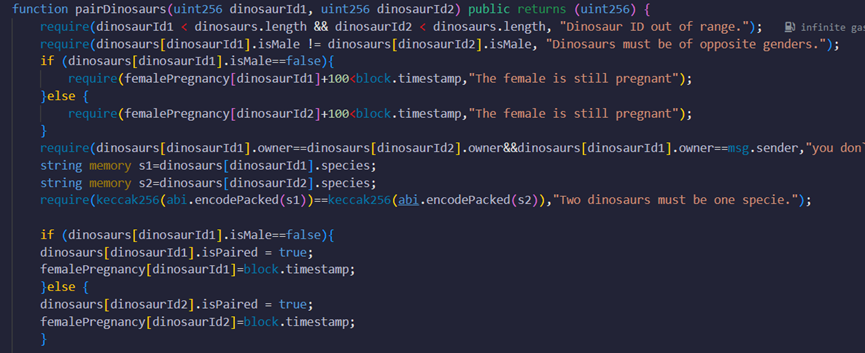 function pairDinosaurs(uint256 dinosaurId1, uint256 dinosaurId2) public returns (uint256) {
require(dinosaurId1 < dinosaurs.length && dinosaurId2 < dinosaurs.length, "Dinosaur ID out of range."); infinite gas
require(dinosaurs[dinosaurId1].isMale != dinosaurs[dinosaurId2].isMale, "Dinosaurs must be of opposite genders.");
if (dinosaurs[dinosaurId1].isMale==false){
require(femalePregnancy[dinosaurId1]+100<block.timestamp,"The female is still pregnant");
}else {
require(femalePregnancy[dinosaurId2]+100<block.timestamp,"The female is still pregnant");
}
require(dinosaurs[dinosaurId1].owner==dinosaurs[dinosaurId2].owner&&dinosaurs[dinosaurId1].owner==msg.sender,"you don'
string memory s1=dinosaurs[dinosaurId1].species;
string memory s2=dinosaurs[dinosaurId2].species;
require(keccak256(abi.encodePacked(s1))==keccak256(abi.encodePacked(s2)),"Two dinosaurs must be one specie.");
if (dinosaurs[dinosaurId1].isMale==false){
dinosaurs[dinosaurId1].isPaired = true;
femalePregnancy[dinosaurId1]=block.timestamp;
}else {
dinosaurs[dinosaurId2].isPaired = true;
femalePregnancy[dinosaurId2]=block.timestamp;
}